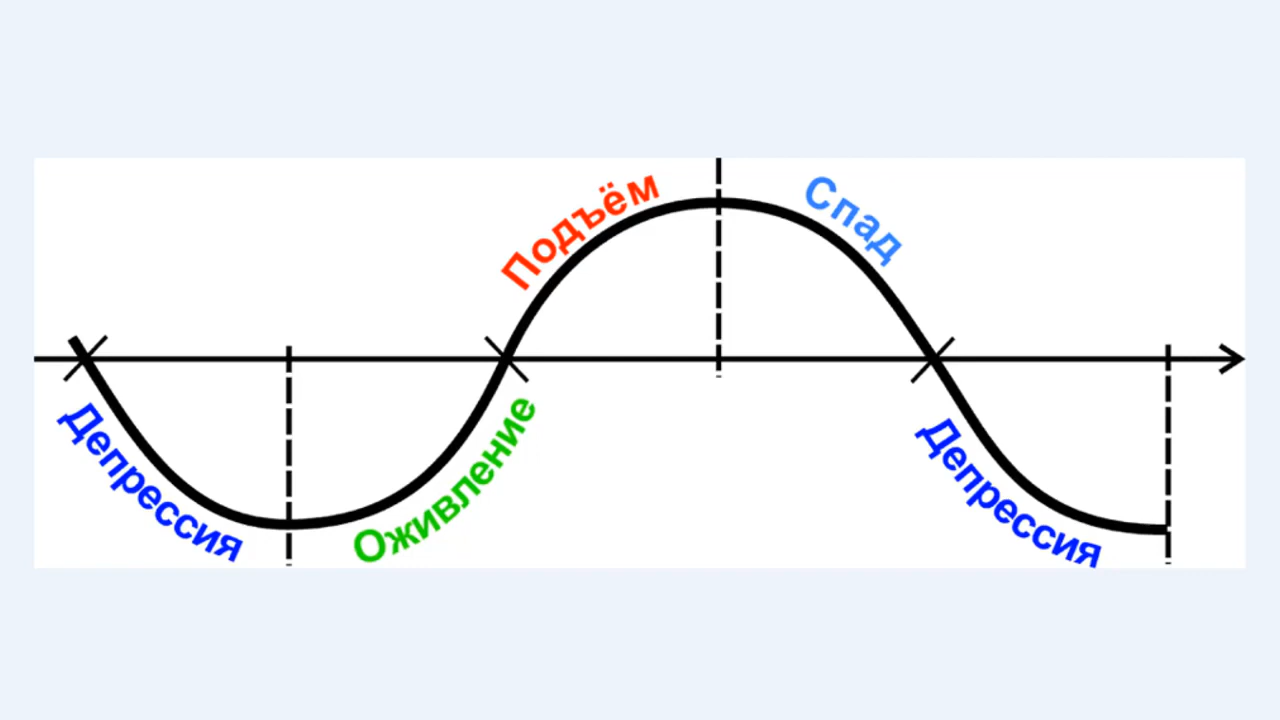 Депрессия
Оживление
Подъём
Спад
Депрессия